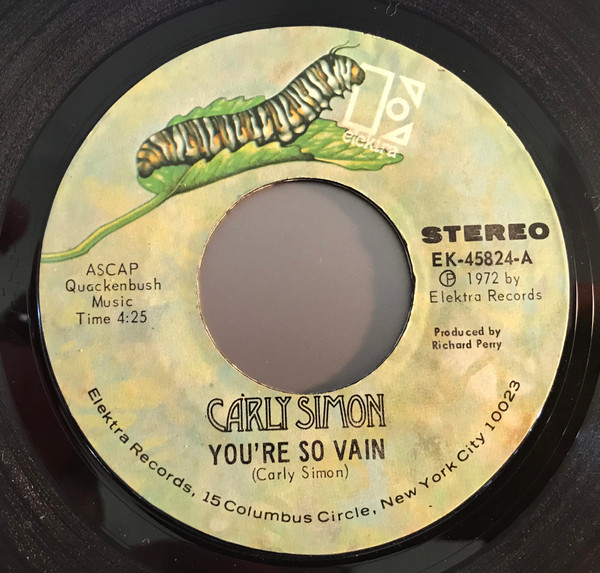 elektra
STEREO
EK-45824-A
Ⓟ 1972 by
Elektra Records
ASCAP
Quackenbush
Music
Time 4:25
Produced by
Richard Perry
CARLY SIMON
YOU'RE SO VAIN
(Carly Simon)
Elektra Records, 15 Columbus Circle, New York City 10023